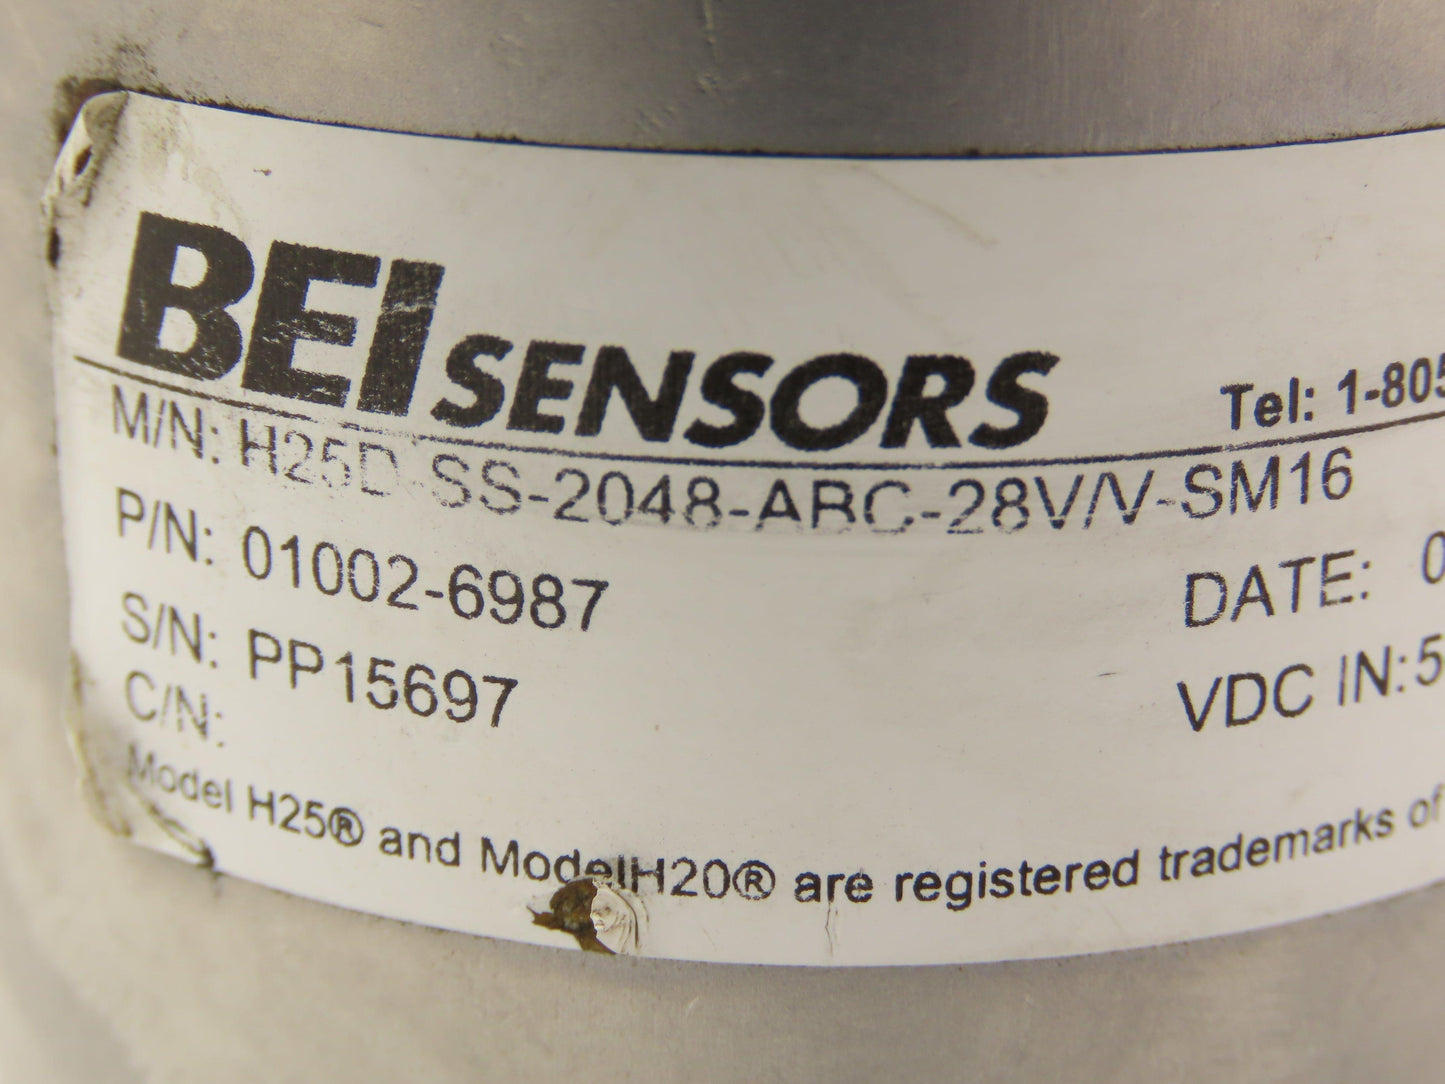 BEI SENSORS
Tel: 1-805
M/N: H25D-SS-2048-ABC-28V/V-SM16
P/N: 01002-6987
DATE: 0
S/N: PP15697
VDC IN: 5
C/N:
Model H25® and ModelH20® are registered trademarks of